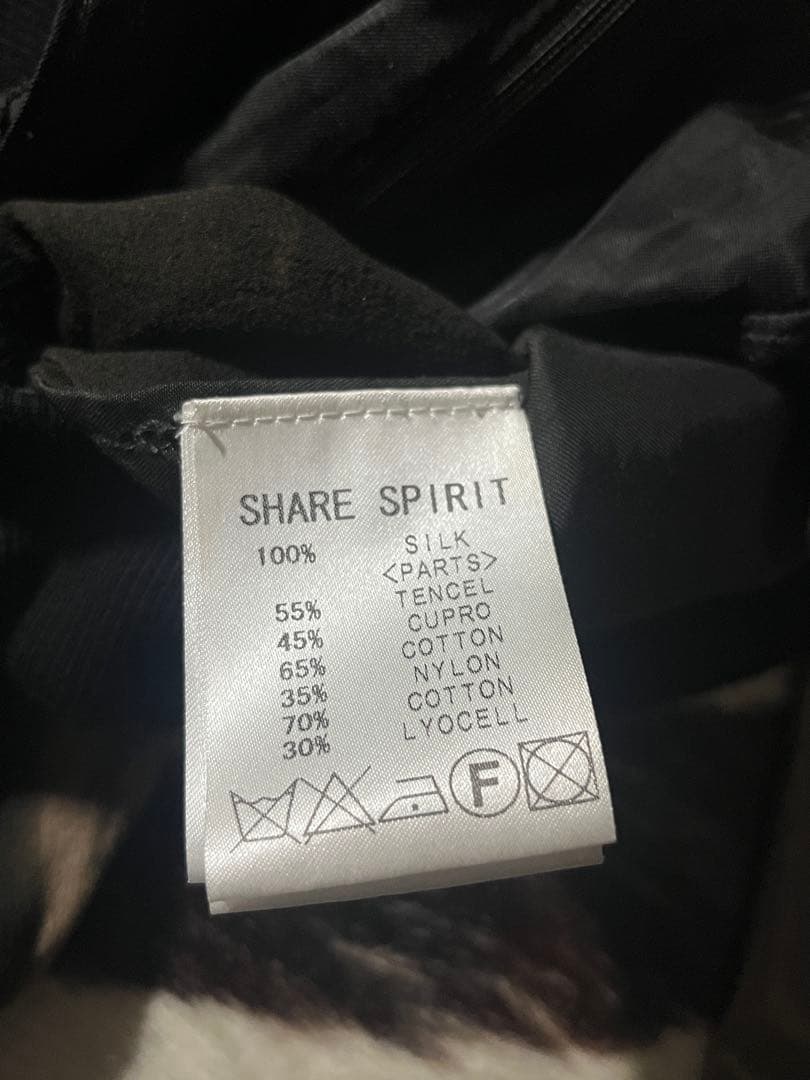 SHARE SPIRIT
100% SILK
<PARTS>
55% TENCEL
45% CUPRO
65% COTTON
35% NYLON
70% COTTON
30% LYOCELL
F